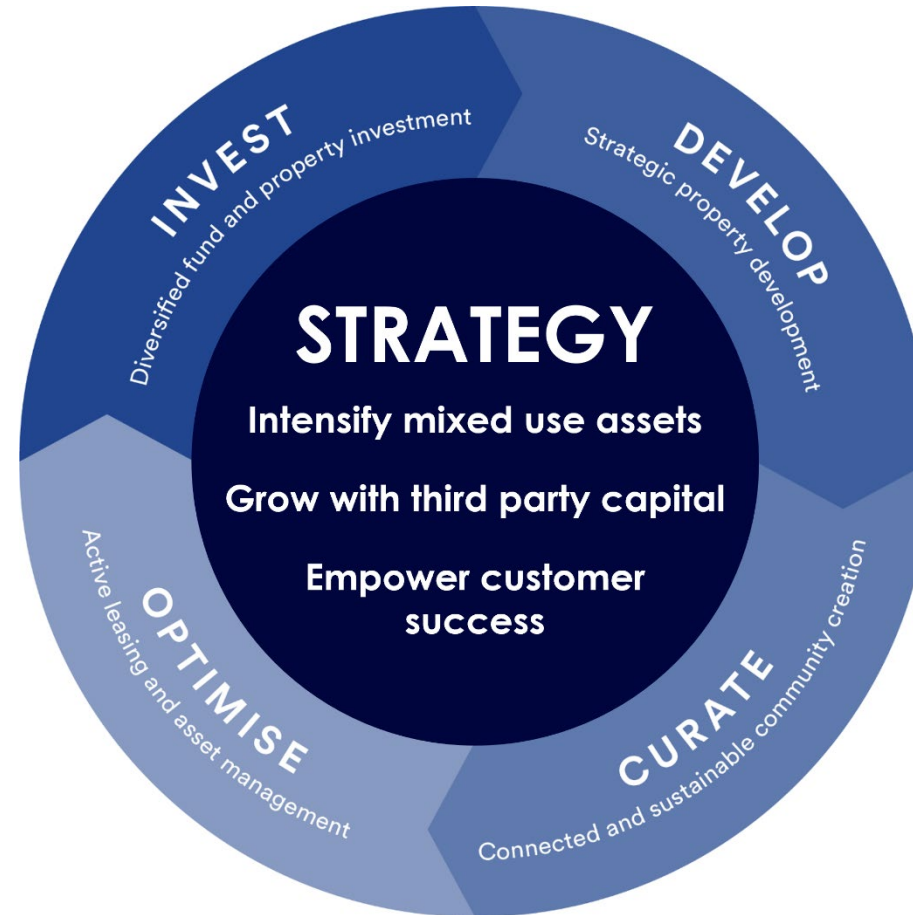 INVEST
Diversified fund and property investment
DEVELOP
Strategic property development
STRATEGY
Intensify mixed use assets
Grow with third party capital
Empower customer
success
CURATE
Connected and sustainable community creation
OPTIMISE
Active leasing and asset management